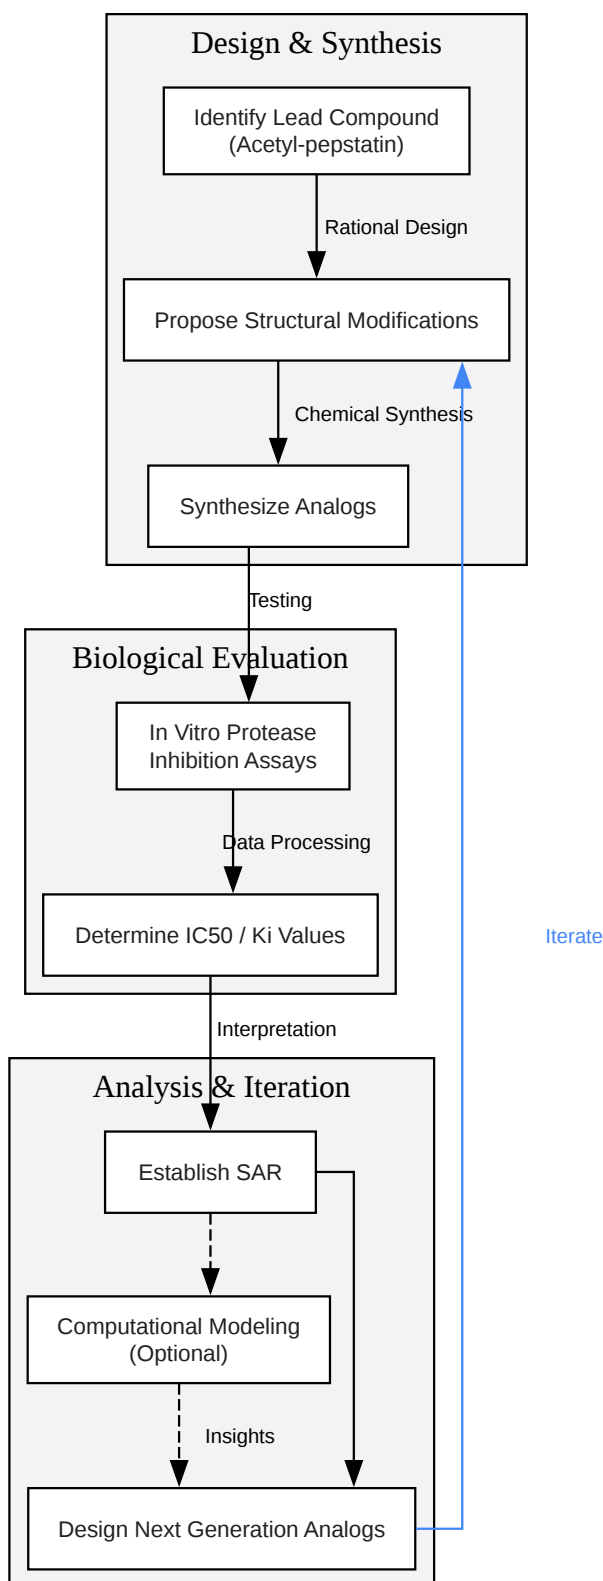 Design & Synthesis
Identify Lead Compound
(Acetyl-pepstatin)
Rational Design
Propose Structural Modifications
Chemical Synthesis
Synthesize Analogs
Testing
Biological Evaluation
In Vitro Protease
Inhibition Assays
Data Processing
Determine IC50 / Ki Values
Iterate
Interpretation
Analysis & Iteration
Establish SAR
Computational Modeling
(Optional)
Insights
Design Next Generation Analogs